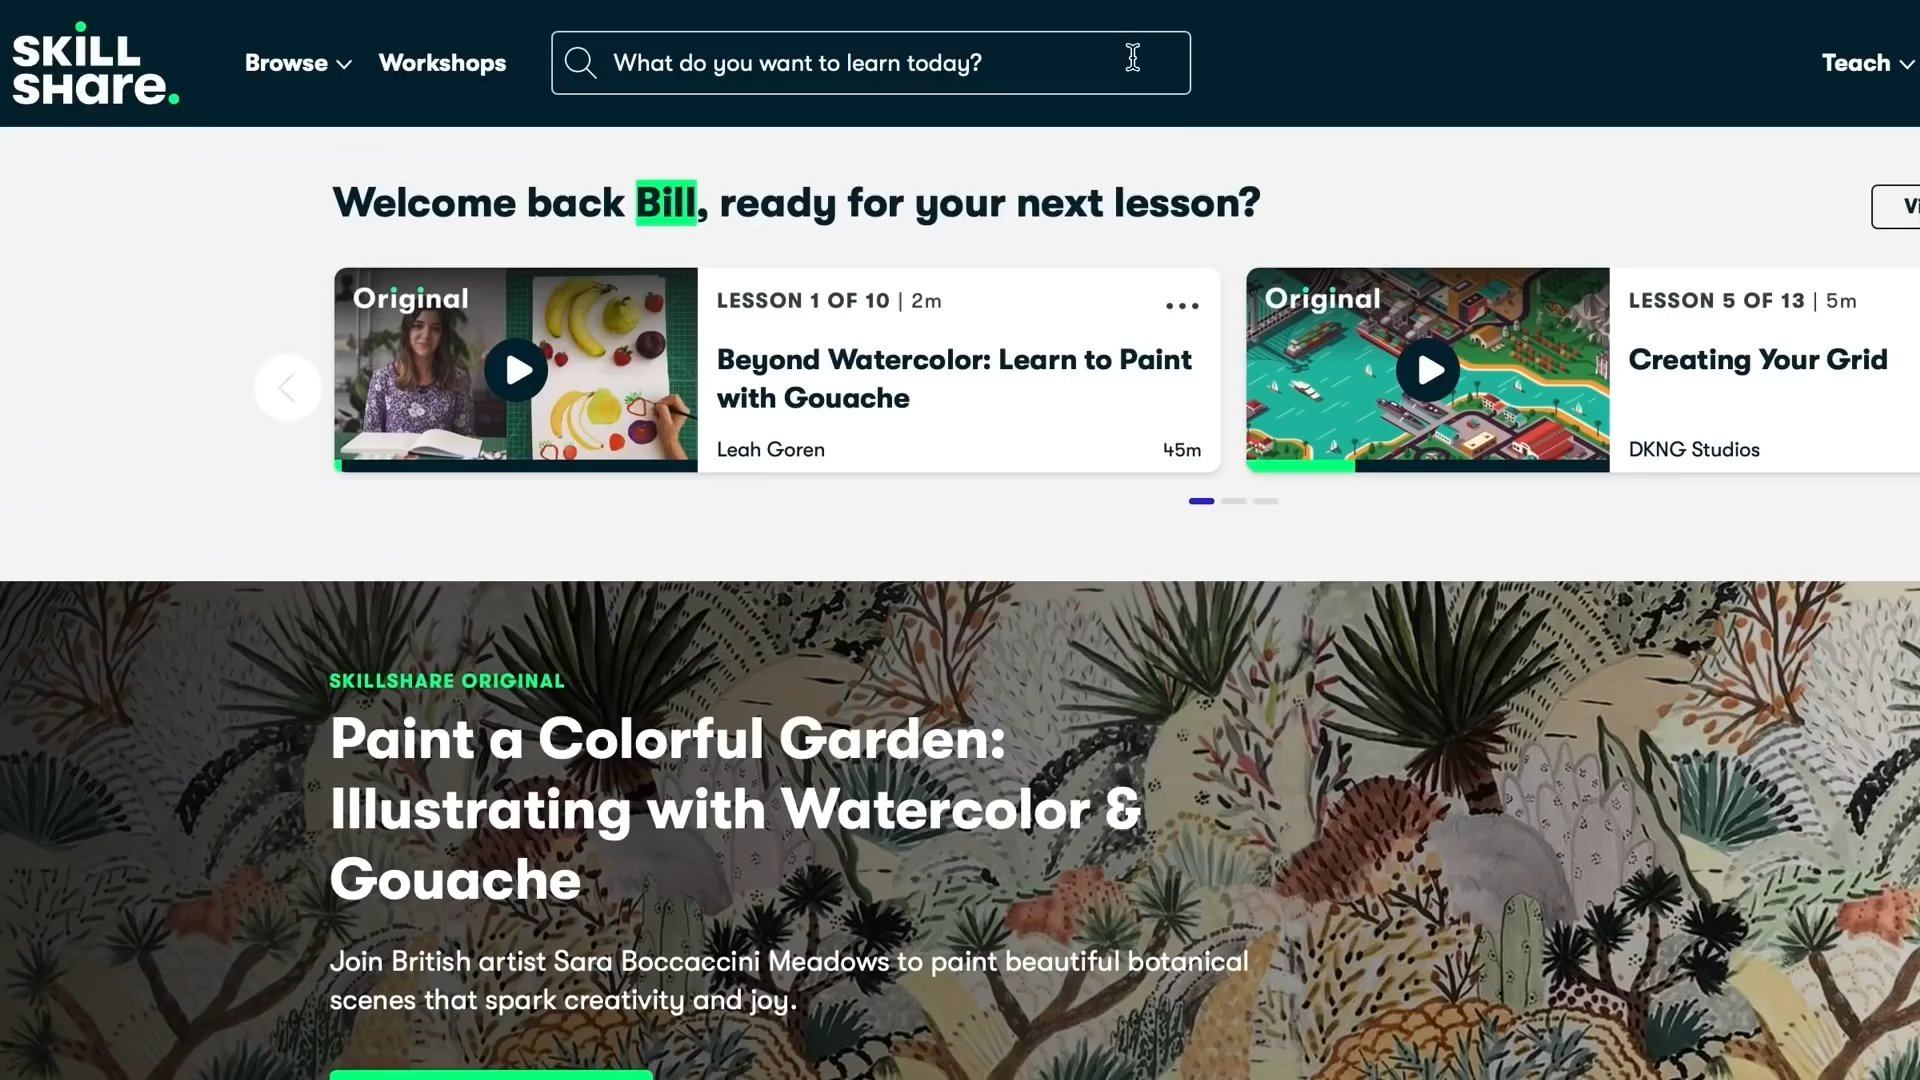 SKILL
SHare.
Browse
Workshops
What do you want to learn today?
Teach
Welcome back Bill, ready for your next lesson?
Original
LESSON 1 OF 10 | 2m
Beyond Watercolor: Learn to Paint
with Gouache
Leah Goren
45m
Original
LESSON 5 OF 13 | 5m
Creating Your Grid
DKNG Studios
SKILLSHARE ORIGINAL
Paint a Colorful Garden:
Illustrating with Watercolor &
Gouache
Join British artist Sara Boccaccini Meadows to paint beautiful botanical
scenes that spark creativity and joy.